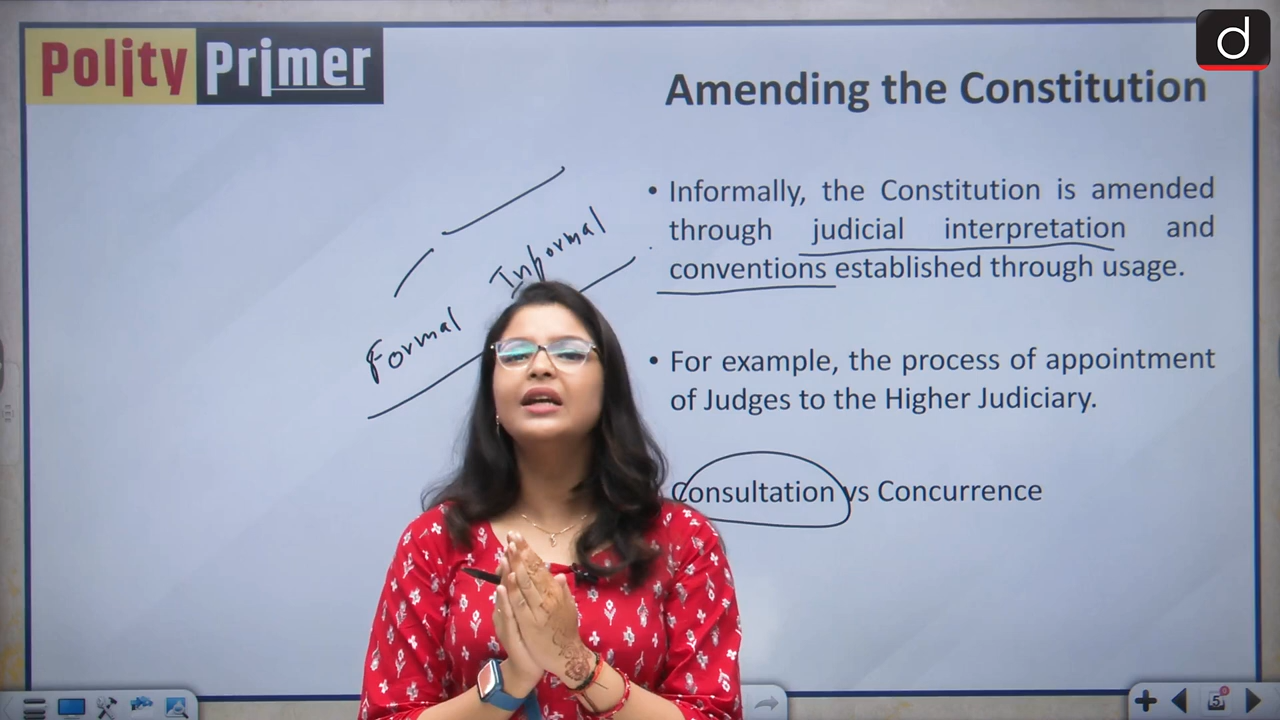 Polity Primer
d
Amending the Constitution
• Informally, the Constitution is amended
through judicial interpretation and
conventions established through usage.
Formal Informal
• For example, the process of appointment
of Judges to the Higher Judiciary.
Consultation vs Concurrence
5